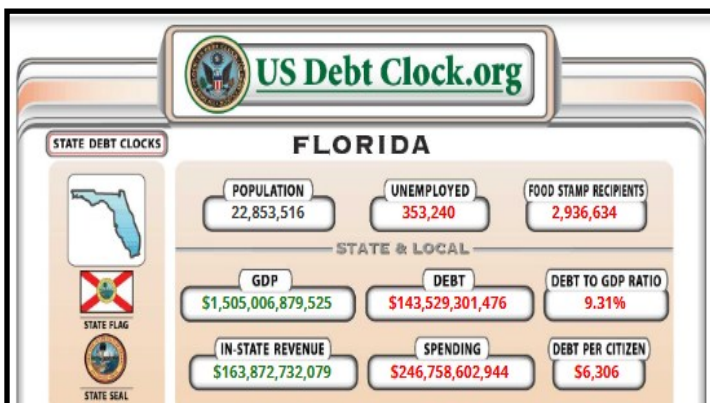 US Debt Clock.org
STATE DEBT CLOCKS
FLORIDA
POPULATION
22,853,516
UNEMPLOYED
353,240
FOOD STAMP RECIPIENTS
2,936,634
STATE & LOCAL
GDP
$1,505,006,879,525
DEBT
$143,529,301,476
DEBT TO GDP RATIO
9.31%
STATE FLAG
IN-STATE REVENUE
$163,872,732,079
SPENDING
$246,758,602,944
DEBT PER CITIZEN
$6,306
STATE SEAL